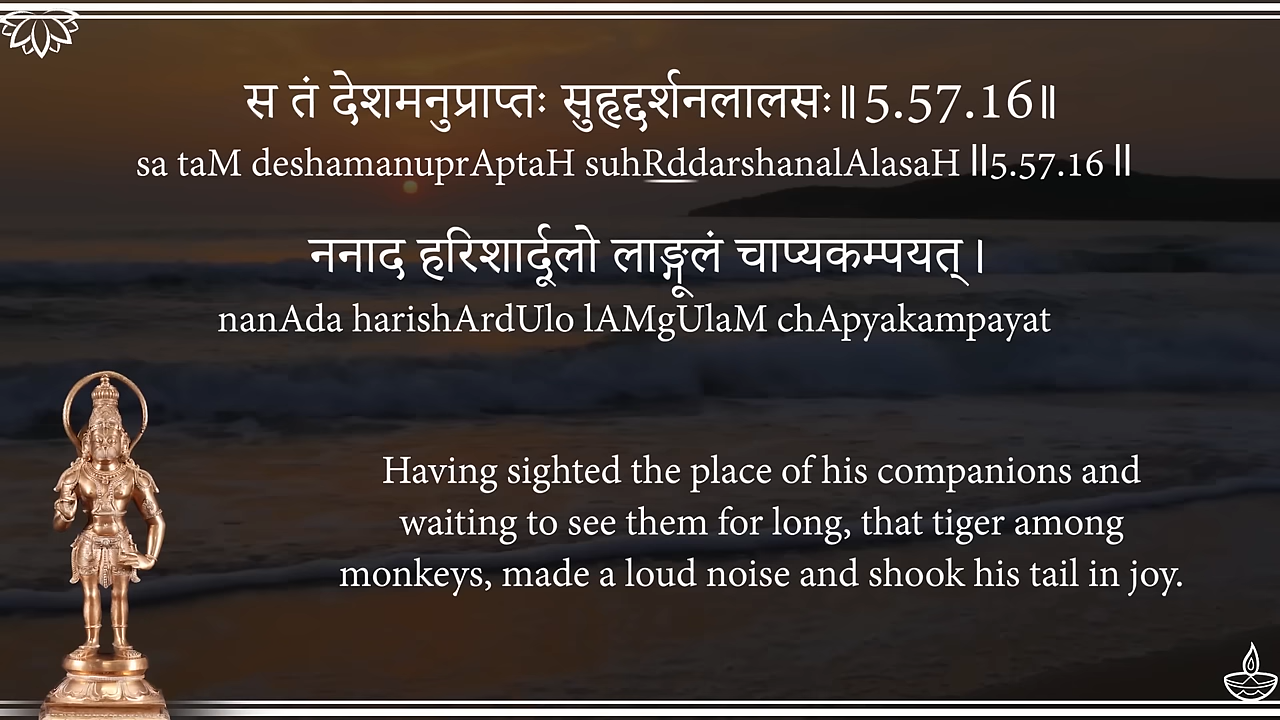 स तं देशमनुप्राप्तः सुहृद्दर्शनलालसः॥5.57.16॥
sa taM deshamanuprAptaH suhRddarshanalAlasaH ||5.57.16 ||
ननाद हरिशार्दूलो लाङ्गूलं चाप्यकम्पयत्।
nanAda harishArdUlo lAMgUlaM chApyakampayat
Having sighted the place of his companions and
waiting to see them for long, that tiger among
monkeys, made a loud noise and shook his tail in joy.